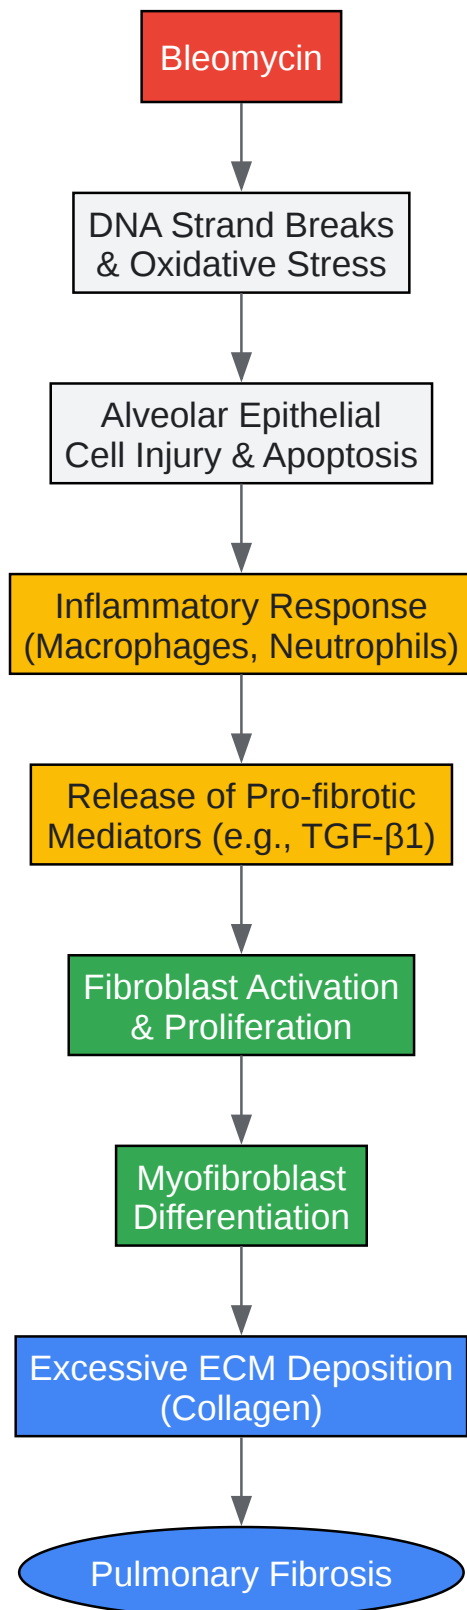 Bleomycin
DNA Strand Breaks
& Oxidative Stress
Alveolar Epithelial
Cell Injury & Apoptosis
Inflammatory Response
(Macrophages, Neutrophils)
Release of Pro-fibrotic
Mediators (e.g., TGF-β1)
Fibroblast Activation
& Proliferation
Myofibroblast
Differentiation
Excessive ECM Deposition
(Collagen)
Pulmonary Fibrosis